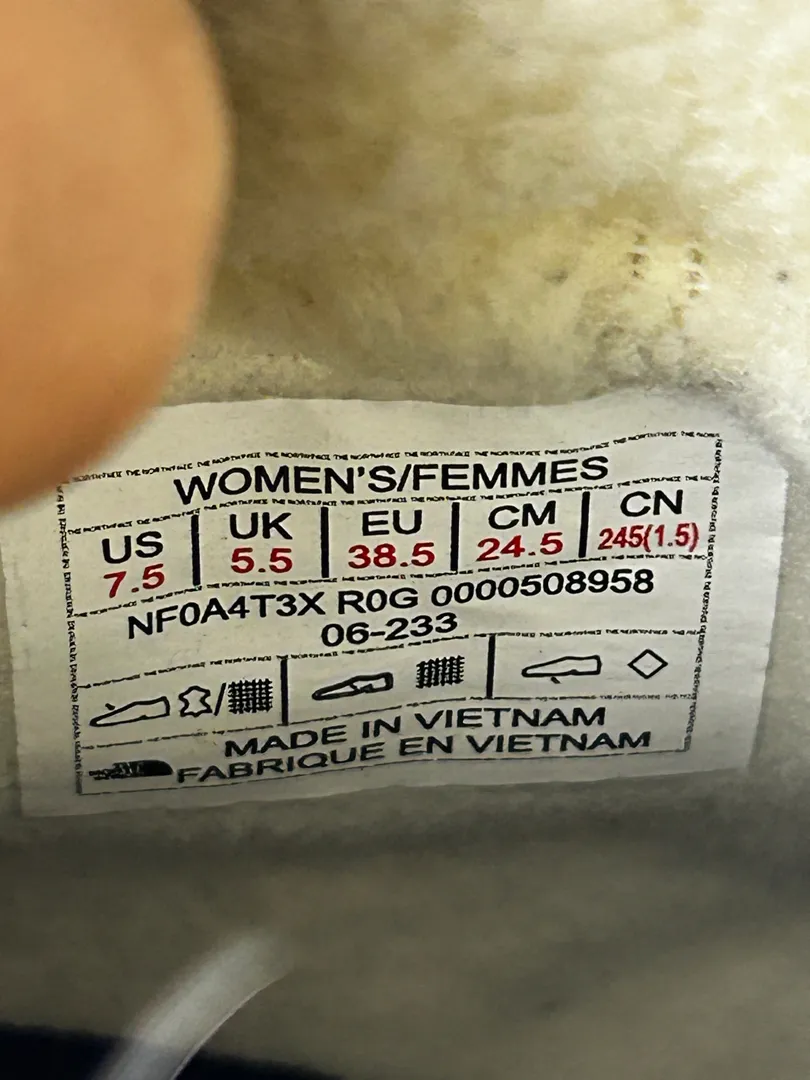 WOMEN'S/FEMMES
US UK EU CM CN
7.5 5.5 38.5 24.5 245(1.5)
NF0A4T3X R0G 0000508958
06-233
/
MADE IN VIETNAM
FABRIQUE EN VIETNAM